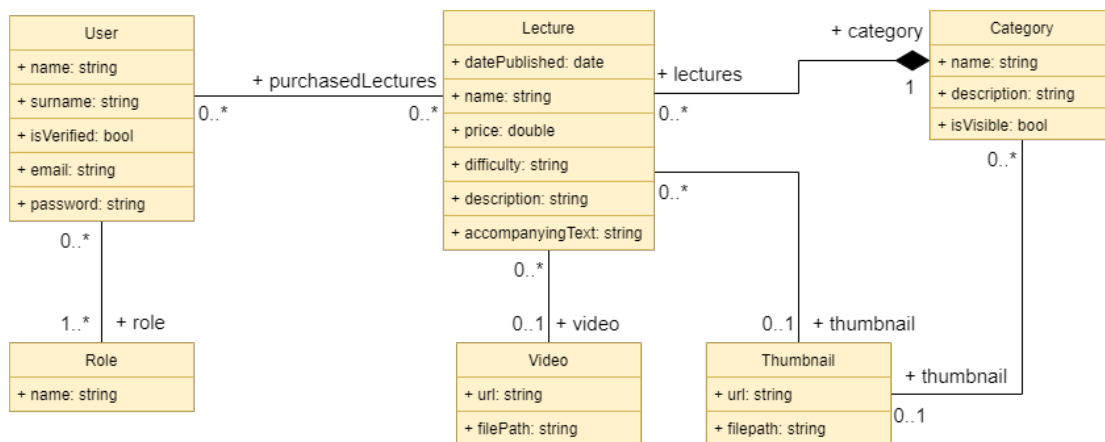 User
+ name: string
+ surname: string
+ isVerified: bool
+ email: string
+ password: string
+ purchasedLectures
0..*
0..*
Lecture
+ datePublished: date
+ name: string
+ price: double
+ difficulty: string
+ description: string
+ accompanyingText: string
+ category
1
+ lectures
0..*
Category
+ name: string
+ description: string
+ isVisible: bool
0..*
0..*
0..*
0..*
1..*
+ role
0..1
+ video
0..1
+ thumbnail
+ thumbnail
0..1
Role
+ name: string
Video
+ url: string
+ filePath: string
Thumbnail
+ url: string
+ filepath: string